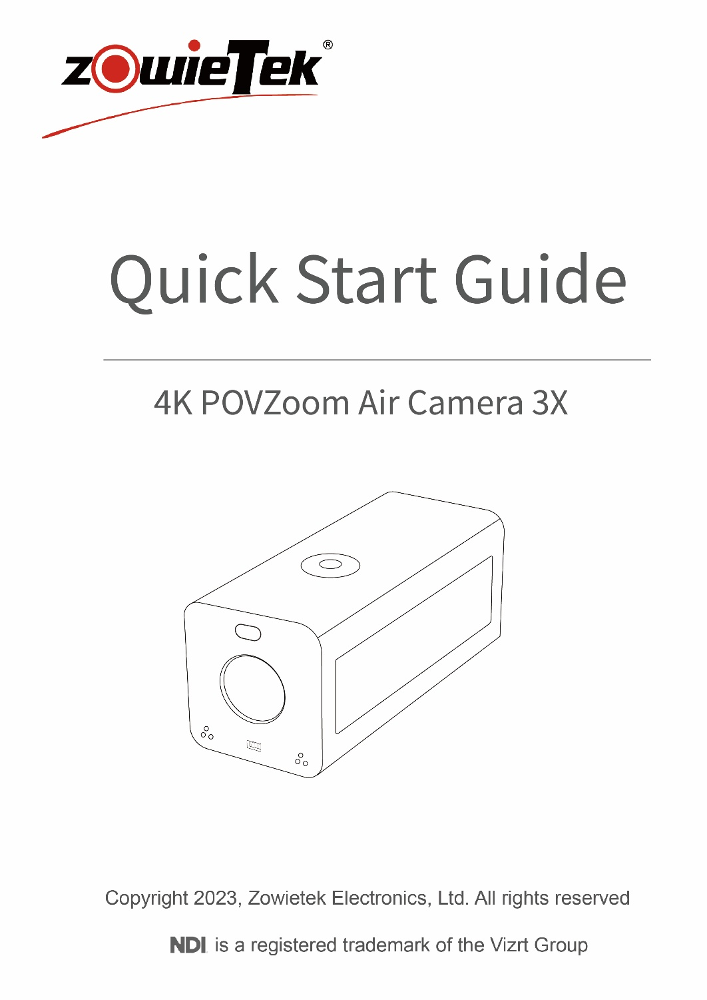 zowieTek®
Quick Start Guide
4K POVZoom Air Camera 3X
Copyright 2023, Zowietek Electronics, Ltd. All rights reserved
NDI is a registered trademark of the Vizrt Group